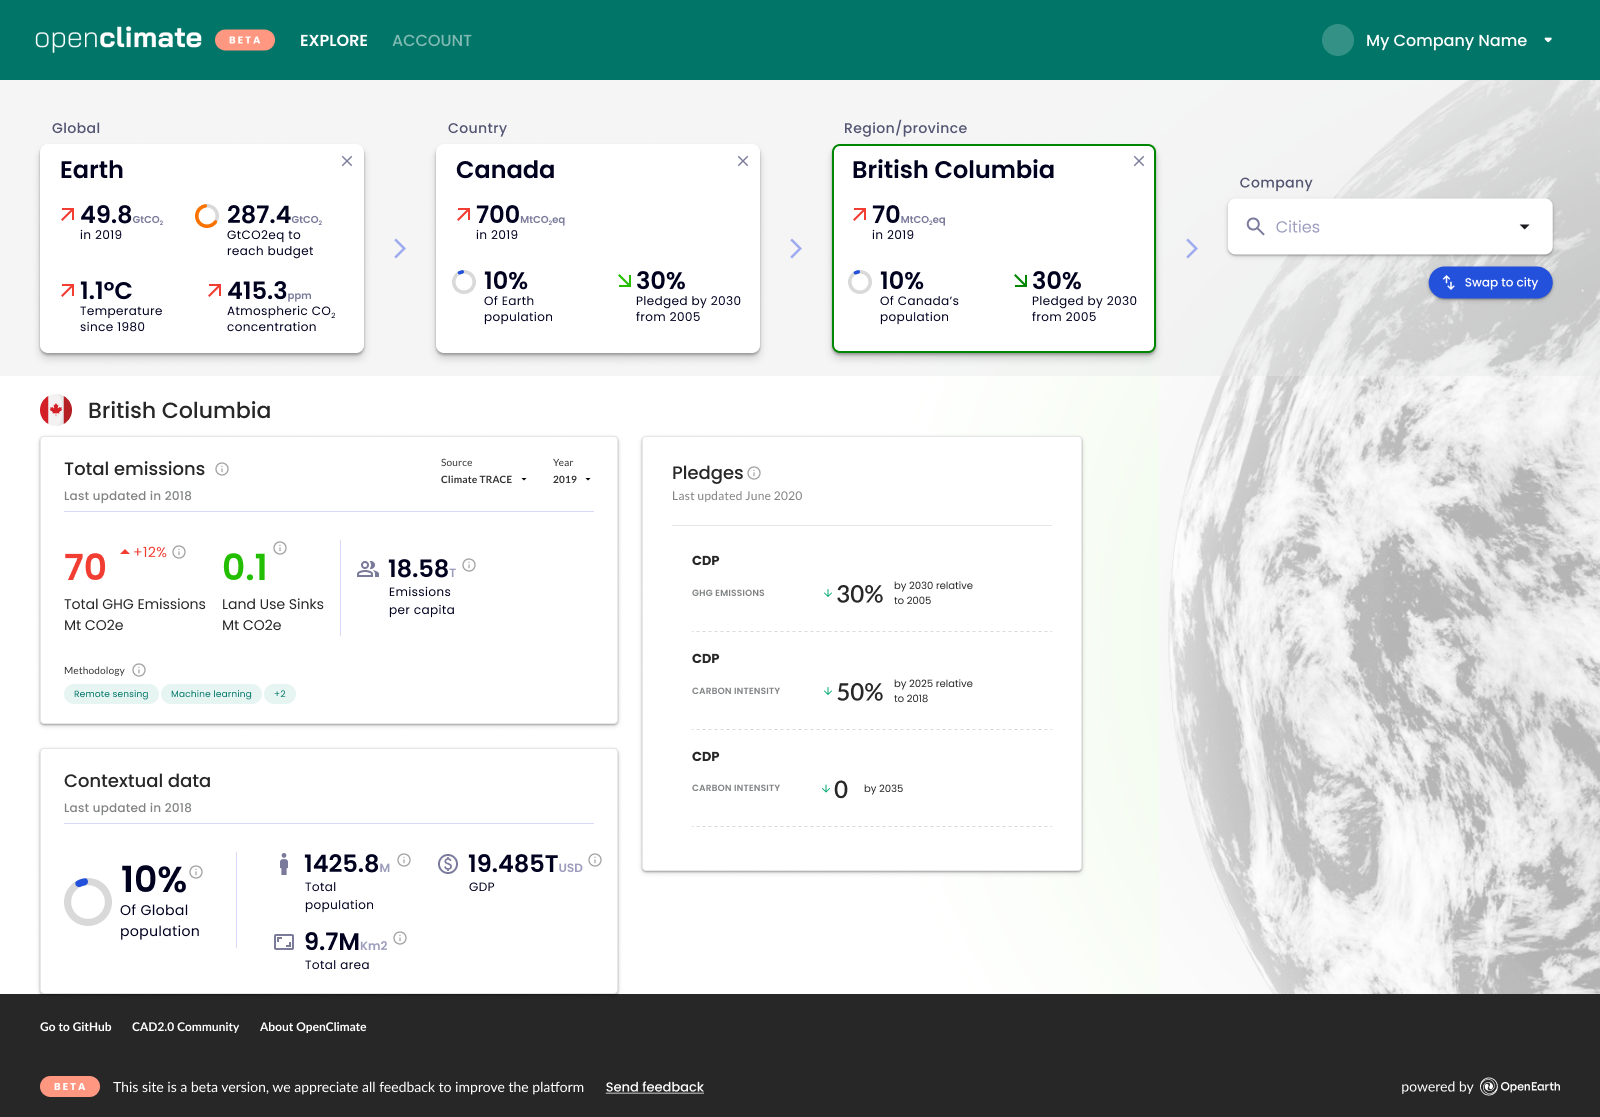 openclimate BETA EXPLORE ACCOUNT My Company Name
Global
Earth
49.8 GtCO₂
in 2019
287.4 GtCO₂
GtCO2eq to
reach budget
1.1ºC
Temperature
since 1980
415.3 ppm
Atmospheric CO₂
concentration
Country
Canada
700 MtCO₂eq
in 2019
10%
Of Earth
population
30%
Pledged by 2030
from 2005
Region/province
British Columbia
70 MtCO₂eq
in 2019
10%
Of Canada's
population
30%
Pledged by 2030
from 2005
Company
Cities
Swap to city
British Columbia
Total emissions
Last updated in 2018
Source
Climate TRACE
Year
2019
70 +12%
Total GHG Emissions
Mt CO2e
0.1
Land Use Sinks
Mt CO2e
18.58 T
Emissions
per capita
Methodology
Remote sensing Machine learning +2
Contextual data
Last updated in 2018
10%
Of Global
population
1425.8 M
Total
population
19.485T USD
GDP
9.7M Km2
Total area
Pledges
Last updated June 2020
CDP
GHG EMISSIONS 30% by 2030 relative
to 2005
CDP
CARBON INTENSITY 50% by 2025 relative
to 2018
CDP
CARBON INTENSITY 0 by 2035
Go to GitHub CAD2.0 Community About OpenClimate
BETA This site is a beta version, we appreciate all feedback to improve the platform Send feedback
powered by OpenEarth